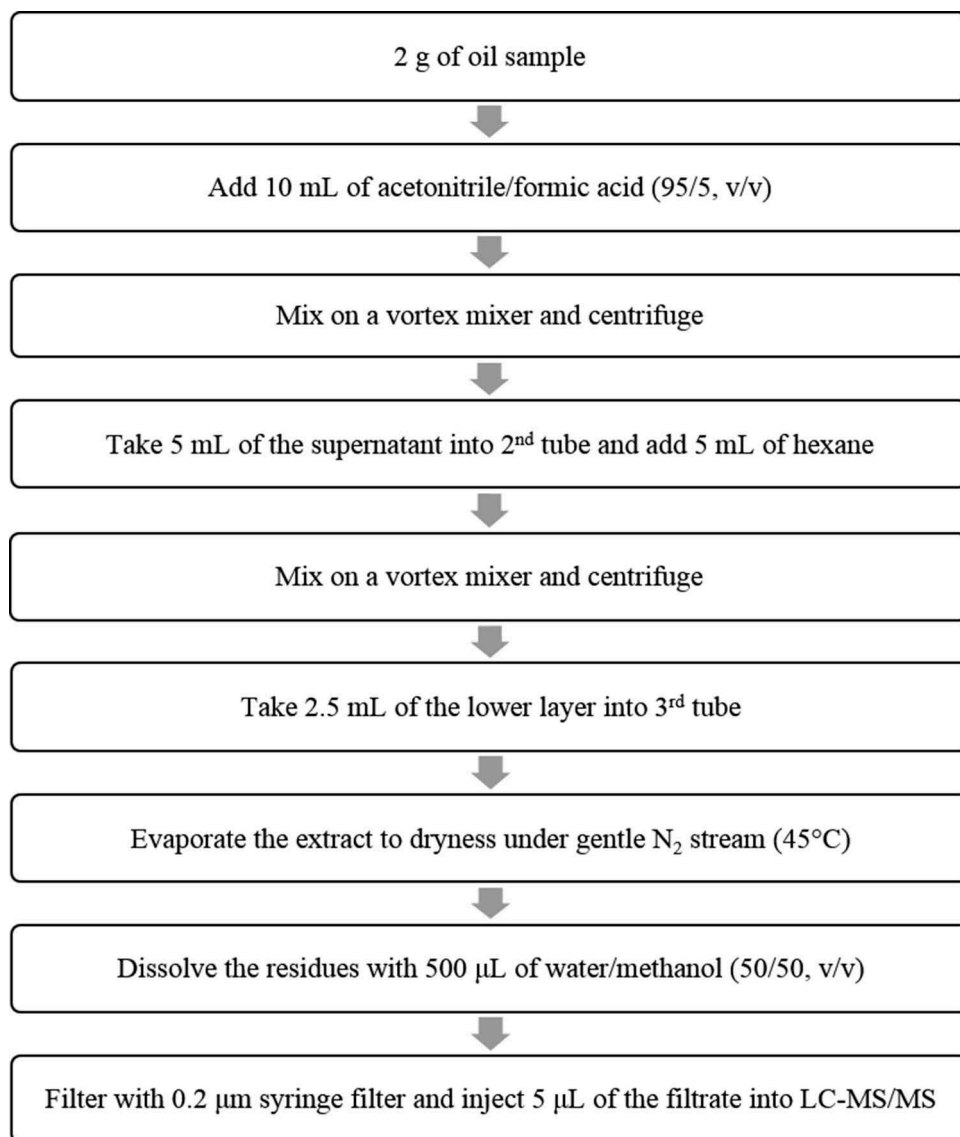 2 g of oil sample
Add 10 mL of acetonitrile/formic acid (95/5, v/v)
Mix on a vortex mixer and centrifuge
Take 5 mL of the supernatant into 2nd tube and add 5 mL of hexane
Mix on a vortex mixer and centrifuge
Take 2.5 mL of the lower layer into 3rd tube
Evaporate the extract to dryness under gentle N₂ stream (45°C)
Dissolve the residues with 500 μL of water/methanol (50/50, v/v)
Filter with 0.2 μm syringe filter and inject 5 μL of the filtrate into LC-MS/MS